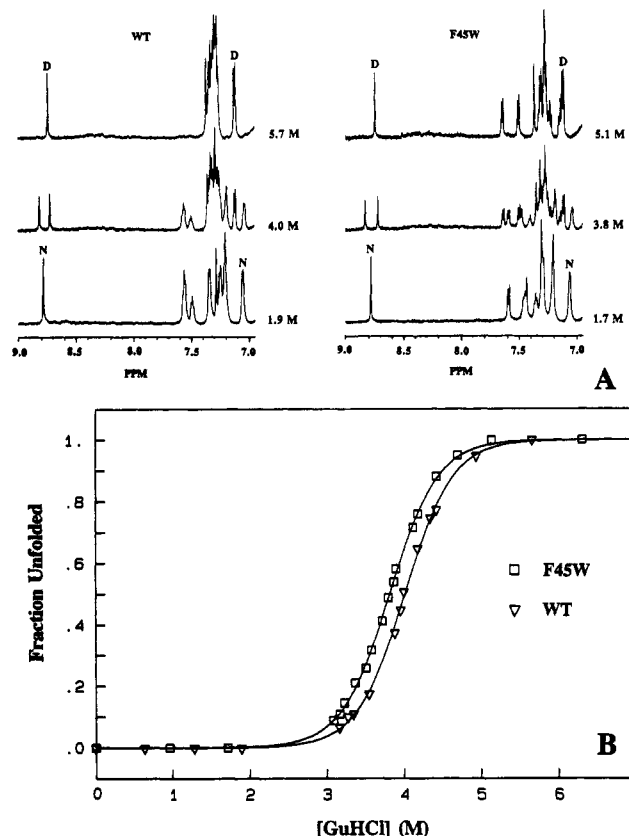 WT
F45W
D
D
D
D
5.7 M
5.1 M
4.0 M
3.8 M
N
N
N
N
1.9 M
1.7 M
9.0 8.5 8.0 7.5 7.0
9.0 8.5 8.0 7.5 7.0
PPM
PPM
A
1.
.8
.6
.4
.2
.0
Fraction Unfolded
F45W
WT
B
0 1 2 3 4 5 6
[GuHCl] (M)